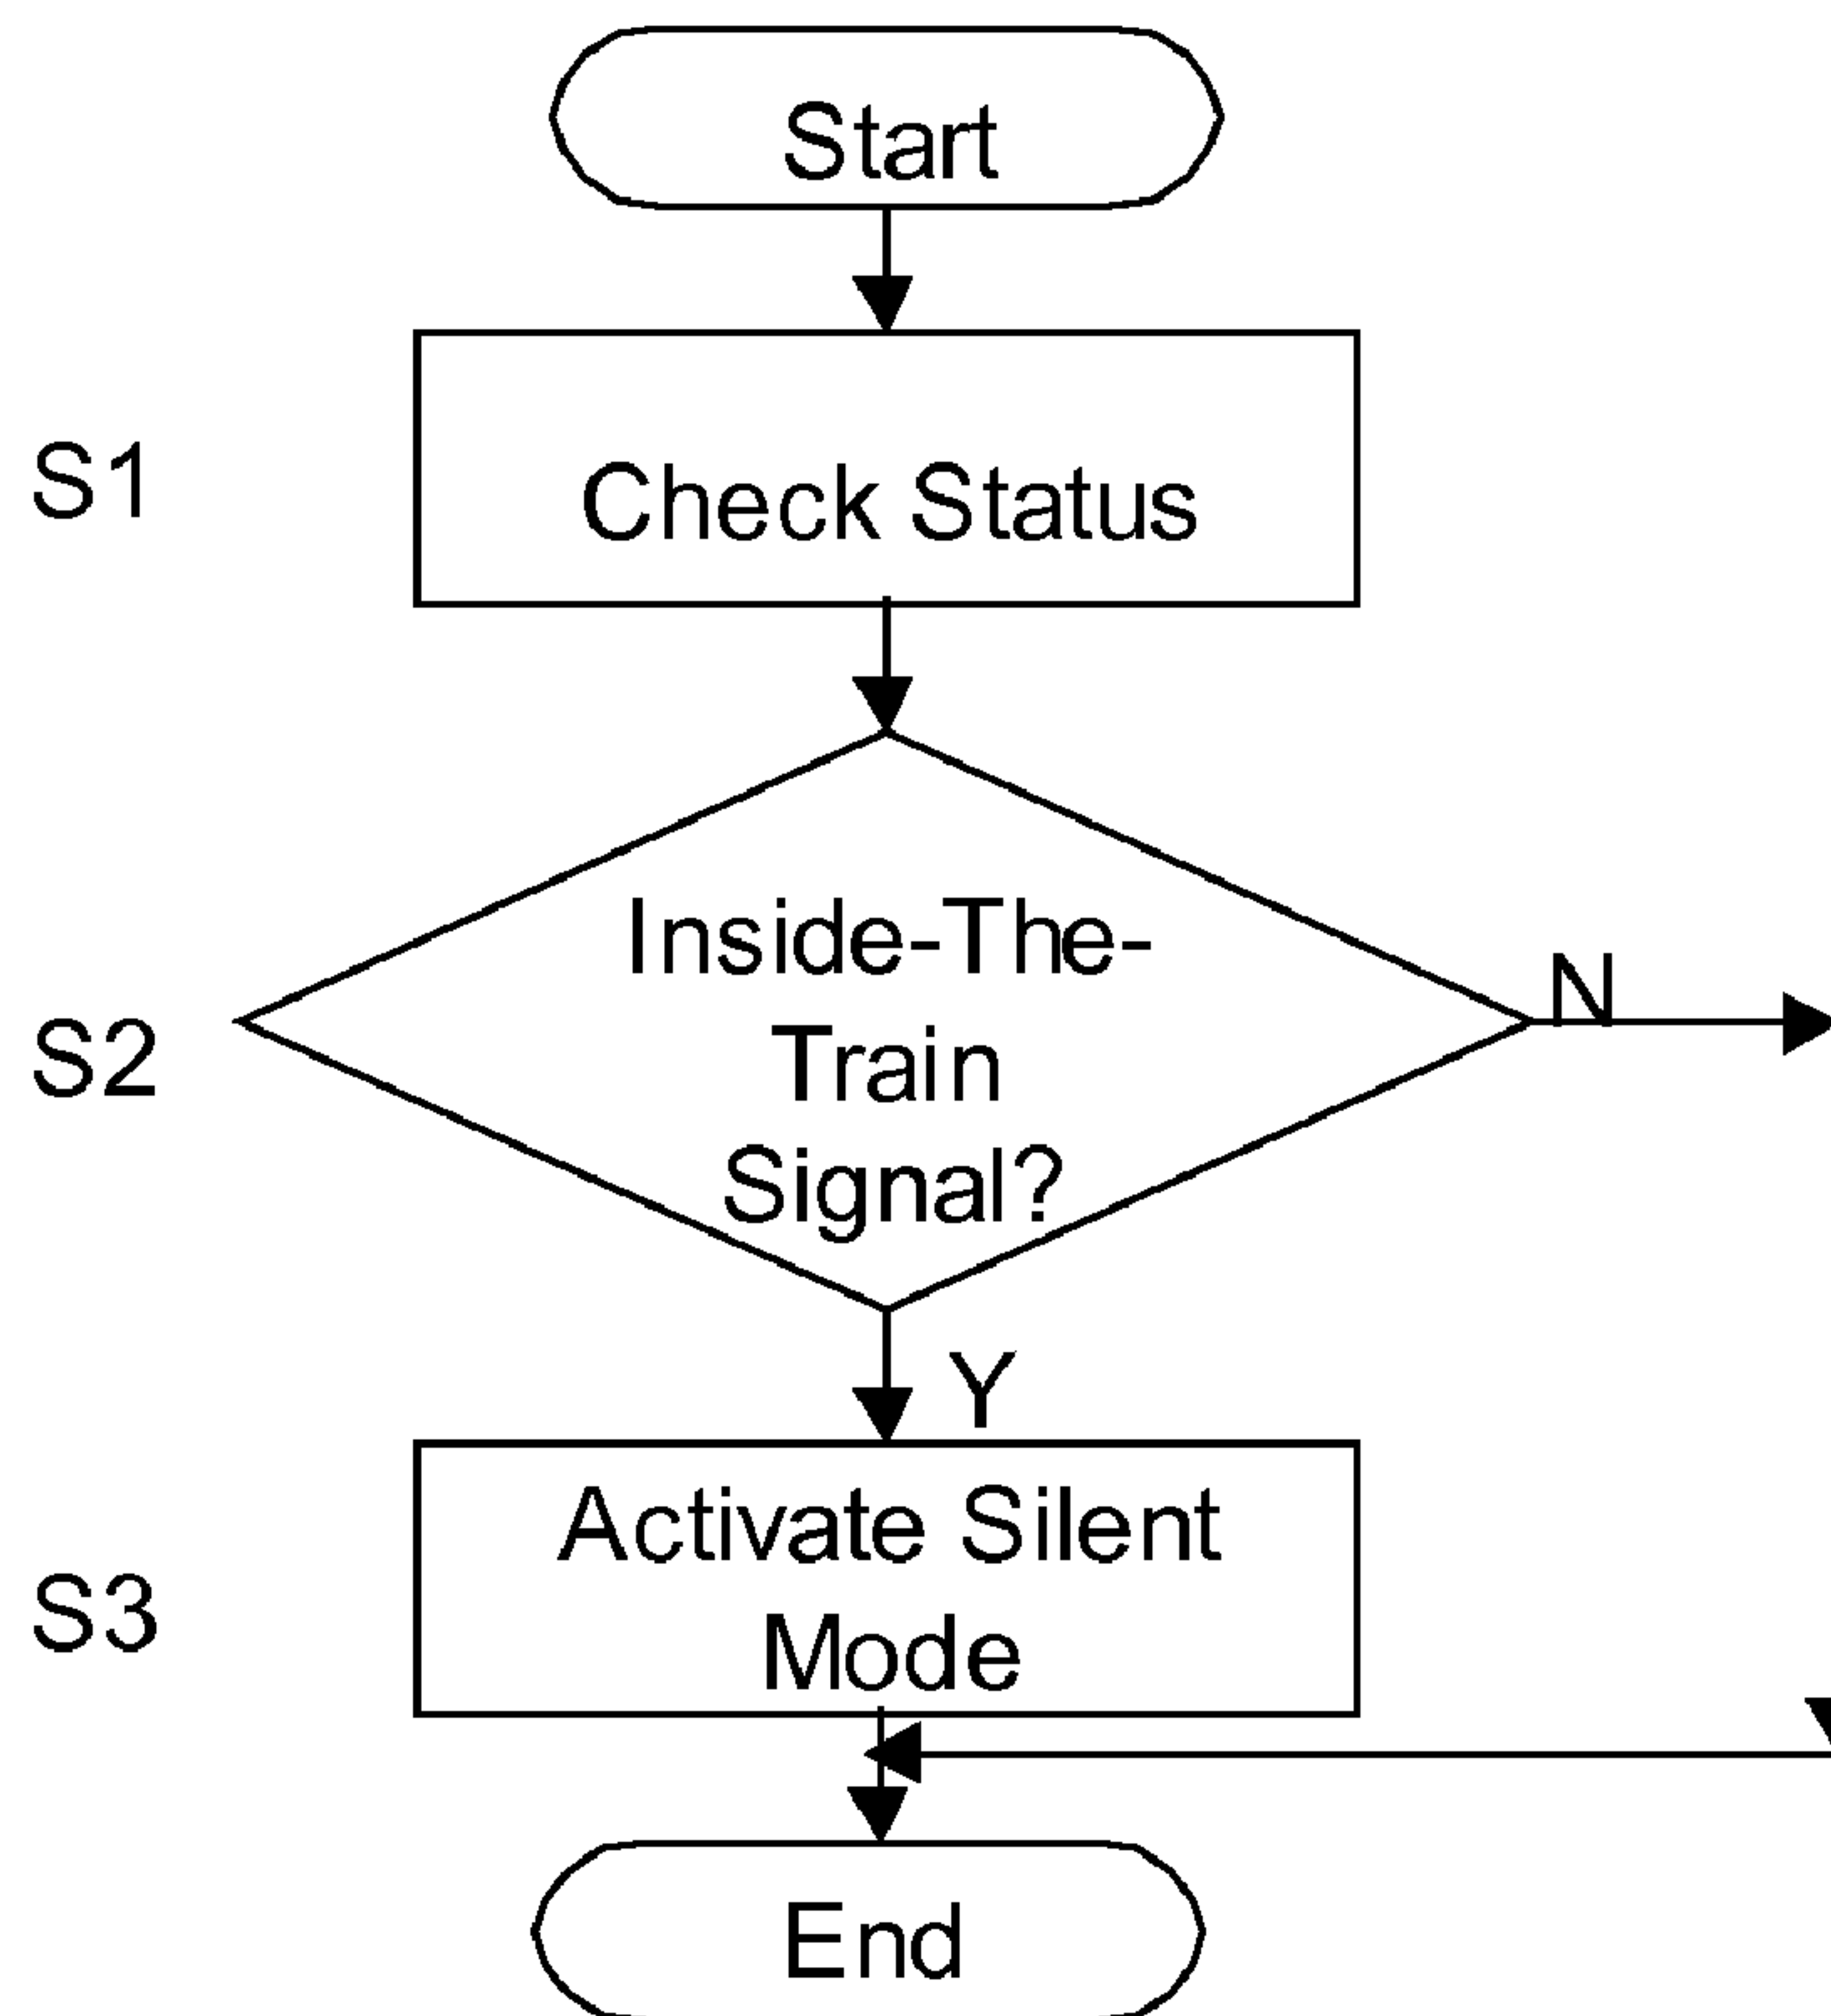 Start
S1
Check Status
S2
Inside-The-
Train
Signal?
N
Y
S3
Activate Silent
Mode
End